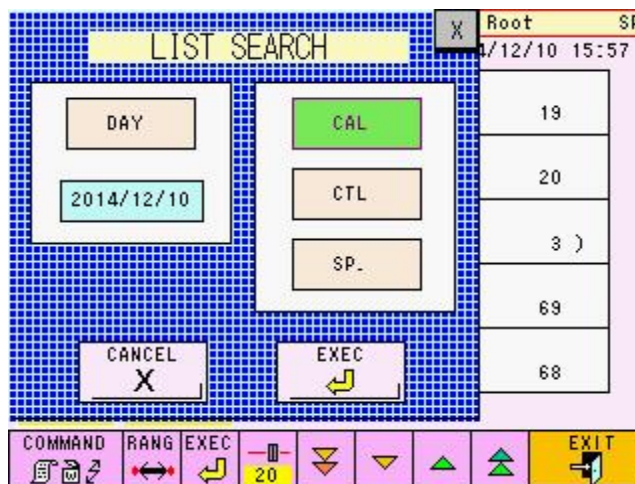 LIST SEARCH
X
Root
4/12/10 15:57
DAY
2014/12/10
CAL
CTL
SP.
19
20
3 )
69
68
CANCEL
X
EXEC
COMMAND
RANG
EXEC
20
EXIT